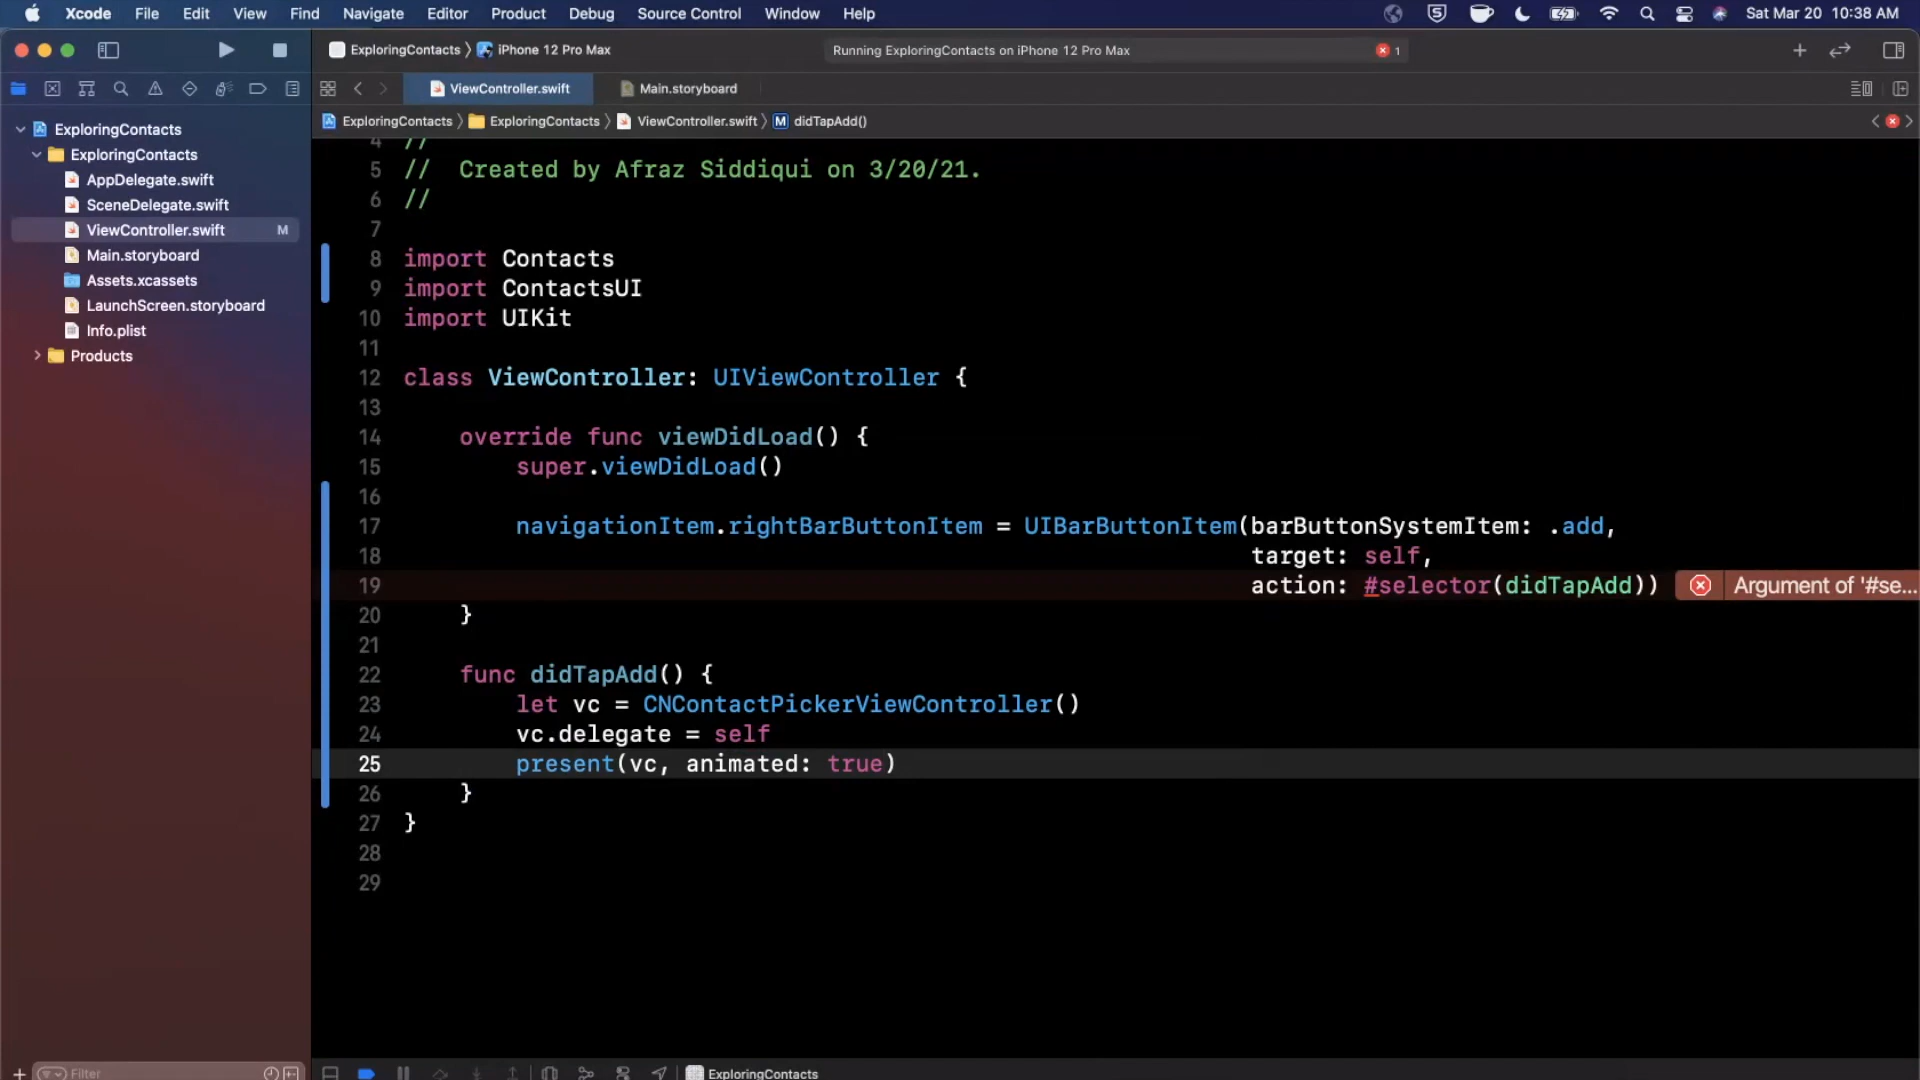 Xcode File Edit View Find Navigate Editor Product Debug Source Control Window Help Sat Mar 20 10:38 AM
ExploringContacts iPhone 12 Pro Max Running ExploringContacts on iPhone 12 Pro Max 1
ViewController.swift Main.storyboard
ExploringContacts ExploringContacts ViewController.swift M didTapAdd()
ExploringContacts
ExploringContacts
AppDelegate.swift
SceneDelegate.swift
ViewController.swift M
Main.storyboard
Assets.xcassets
LaunchScreen.storyboard
Info.plist
Products
Filter
4 //
5 //  Created by Afraz Siddiqui on 3/20/21.
6 //
7
8 import Contacts
9 import ContactsUI
10 import UIKit
11
12 class ViewController: UIViewController {
13
14     override func viewDidLoad() {
15         super.viewDidLoad()
16
17         navigationItem.rightBarButtonItem = UIBarButtonItem(barButtonSystemItem: .add,
18 target: self,
19 action: #selector(didTapAdd)) Argument of '#se...
20     }
21
22     func didTapAdd() {
23         let vc = CNContactPickerViewController()
24         vc.delegate = self
25         present(vc, animated: true)
26     }
27 }
28
29
ExploringContacts